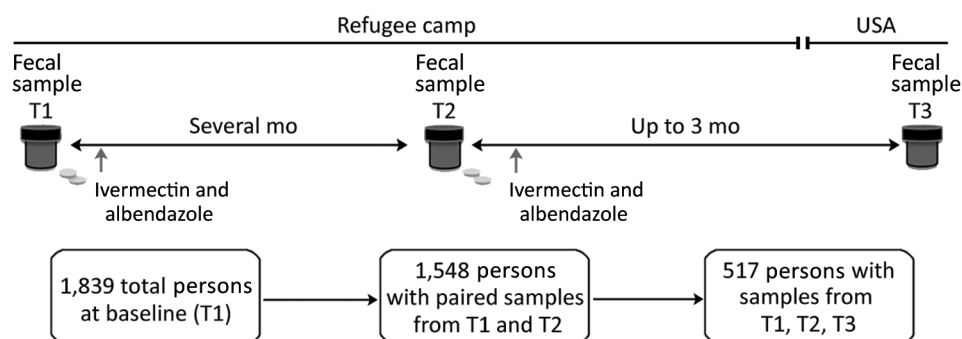 Refugee camp
USA
Fecal
sample
T1
Fecal
sample
T2
Fecal
sample
T3
Several mo
Up to 3 mo
Ivermectin and
albendazole
Ivermectin and
albendazole
1,839 total persons
at baseline (T1)
1,548 persons
with paired samples
from T1 and T2
517 persons with
samples from
T1, T2, T3